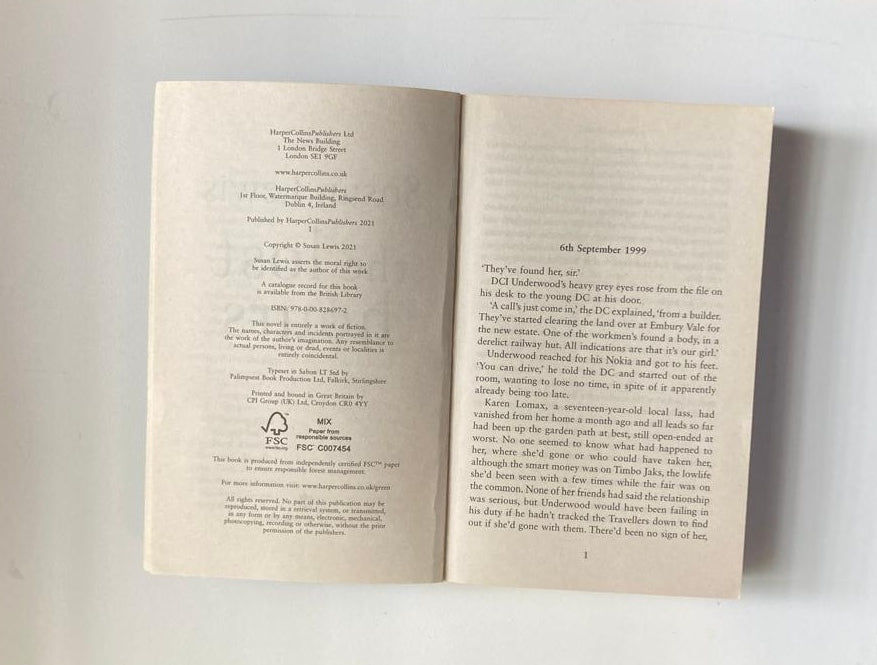 HarperCollinsPublishers Ltd
The News Building
1 London Bridge Street
London SE1 9GF
www.harpercollins.co.uk
HarperCollinsPublishers
1st Floor, Watermarque Building, Ringsend Road
Dublin 4, Ireland
Published by HarperCollinsPublishers 2021
1
Copyright © Susan Lewis 2021
Susan Lewis asserts the moral right to
be identified as the author of this work
A catalogue record for this book
is available from the British Library
ISBN: 978-0-00-828697-2
This novel is entirely a work of fiction.
The names, characters and incidents portrayed in it are
the work of the author's imagination. Any resemblance to
actual persons, living or dead, events or localities is
entirely coincidental.
Typeset in Sabon LT Std by
Palimpsest Book Production Ltd, Falkirk, Stirlingshire
Printed and bound in Great Britain by
CPI Group (UK) Ltd, Croydon CR0 4YY
FSC
www.fsc.org
MIX
Paper from
responsible sources
FSC C007454
This book is produced from independently certified FSC™ paper
to ensure responsible forest management.
For more information visit: www.harpercollins.co.uk/green
All rights reserved. No part of this publication may be
reproduced, stored in a retrieval system, or transmitted,
in any form or by any means, electronic, mechanical,
photocopying, recording or otherwise, without the prior
permission of the publishers.
6th September 1999
'They've found her, sir.'
DCI Underwood's heavy grey eyes rose from the file on
his desk to the young DC at his door.
'A call's just come in,' the DC explained, 'from a builder.
They've started clearing the land over at Embury Vale for
the new estate. One of the workmen's found a body, in a
derelict railway hut. All indications are that it's our girl.'
Underwood reached for his Nokia and got to his feet.
'You can drive,' he told the DC and started out of the
room, wanting to lose no time, in spite of it apparently
already being too late.
Karen Lomax, a seventeen-year-old local lass, had
vanished from her home a month ago and all leads so far
had been up the garden path at best, still open-ended at
worst. No one seemed to know what had happened to
her, where she'd gone or who could have taken her,
although the smart money was on Timbo Jaks, the lowlife
she'd been seen with a few times while the fair was on
the common. None of her friends had said the relationship
was serious, but Underwood would have been failing in
his duty if he hadn't tracked the Travellers down to find
out if she'd gone with them. There'd been no sign of her,
1